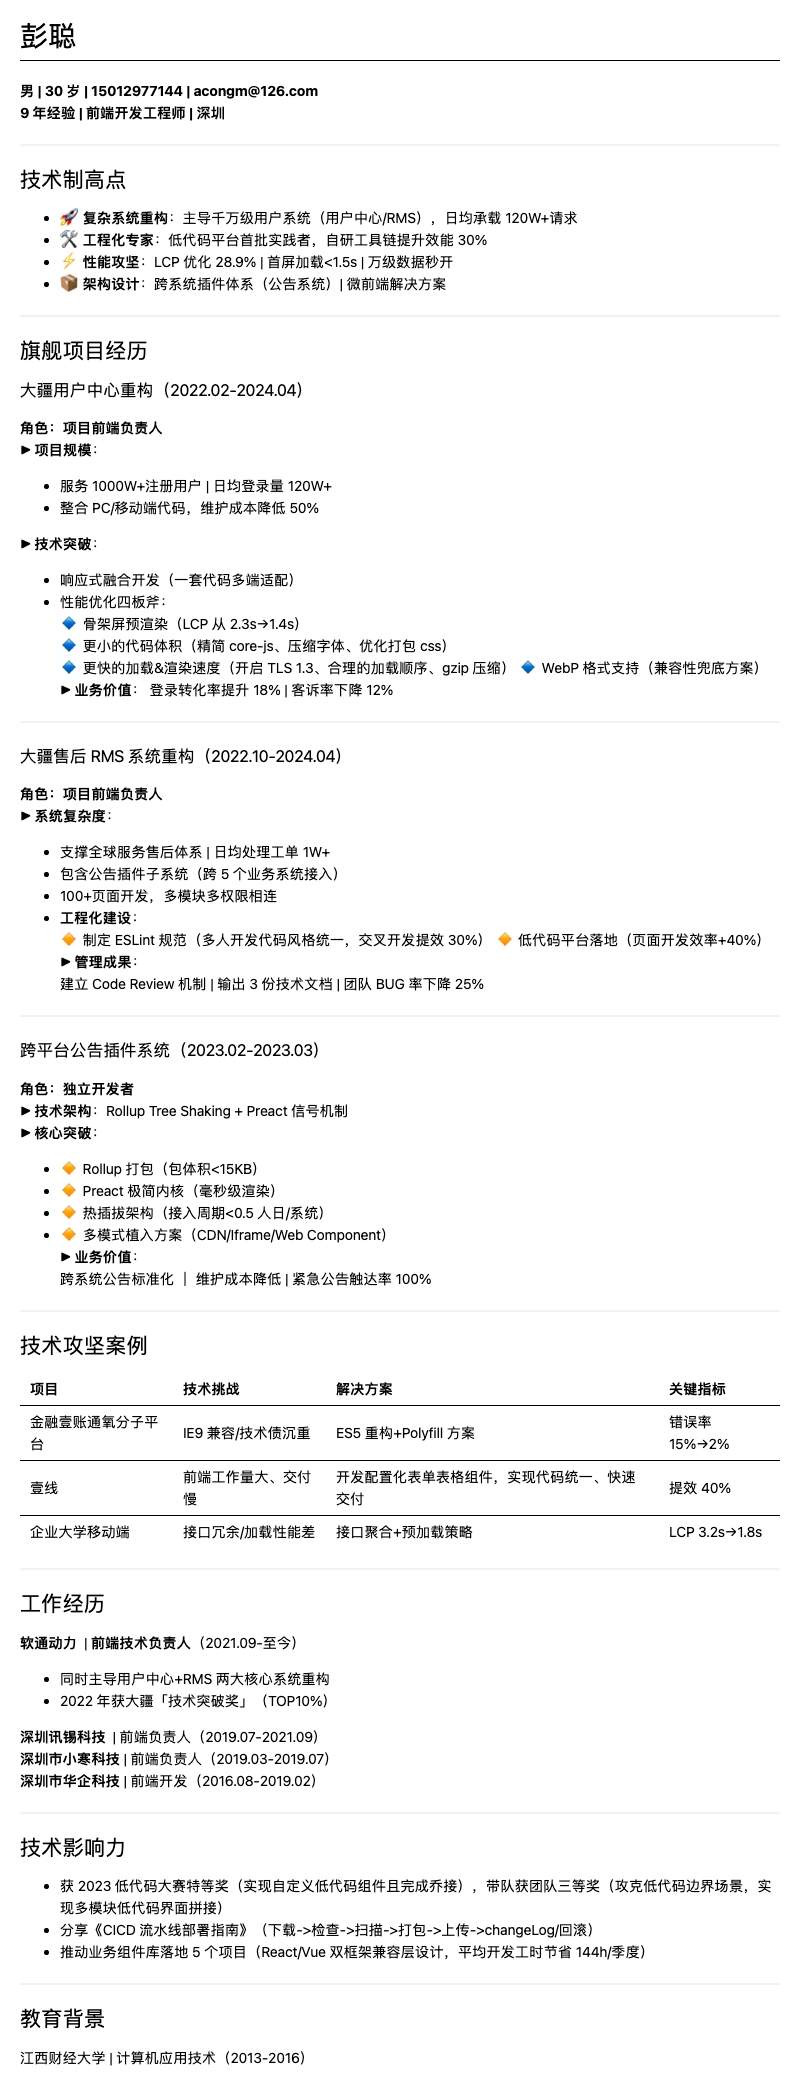 彭聪
男 | 30 岁 | 15012977144 | acongm@126.com
9 年经验 | 前端开发工程师 | 深圳
技术制高点
• 🚀 复杂系统重构：主导千万级用户系统（用户中心/RMS），日均承载 120W+请求
• 🛠️ 工程化专家：低代码平台首批实践者，自研工具链提升效能 30%
• ⚡ 性能攻坚：LCP 优化 28.9% | 首屏加载<1.5s | 万级数据秒开
• 📦 架构设计：跨系统插件体系（公告系统）| 微前端解决方案
旗舰项目经历
大疆用户中心重构（2022.02-2024.04）
角色：项目前端负责人
▶ 项目规模：
• 服务 1000W+注册用户 | 日均登录量 120W+
• 整合 PC/移动端代码，维护成本降低 50%
▶ 技术突破：
• 响应式融合开发（一套代码多端适配）
• 性能优化四板斧：
🔹 骨架屏预渲染（LCP 从 2.3s→1.4s）
🔹 更小的代码体积（精简 core-js、压缩字体、优化打包 css）
🔹 更快的加载&渲染速度（开启 TLS 1.3、合理的加载顺序、gzip 压缩） 🔹 WebP 格式支持（兼容性兜底方案）
▶ 业务价值： 登录转化率提升 18% | 客诉率下降 12%
大疆售后 RMS 系统重构（2022.10-2024.04）
角色：项目前端负责人
▶ 系统复杂度：
• 支撑全球服务售后体系 | 日均处理工单 1W+
• 包含公告插件子系统（跨 5 个业务系统接入）
• 100+页面开发，多模块多权限相连
• 工程化建设：
🔸 制定 ESLint 规范（多人开发代码风格统一，交叉开发提效 30%） 🔸 低代码平台落地（页面开发效率+40%）
▶ 管理成果：
建立 Code Review 机制 | 输出 3 份技术文档 | 团队 BUG 率下降 25%
跨平台公告插件系统（2023.02-2023.03）
角色：独立开发者
▶ 技术架构：Rollup Tree Shaking + Preact 信号机制
▶ 核心突破：
• 🔸 Rollup 打包（包体积<15KB）
• 🔸 Preact 极简内核（毫秒级渲染）
• 🔸 热插拔架构（接入周期<0.5 人日/系统）
• 🔸 多模式植入方案（CDN/Iframe/Web Component）
▶ 业务价值：
跨系统公告标准化 ｜ 维护成本降低 | 紧急公告触达率 100%
技术攻坚案例
项目 技术挑战 解决方案 关键指标
金融壹账通氧分子平台 IE9 兼容/技术债沉重 ES5 重构+Polyfill 方案 错误率 15%→2%
壹线 前端工作量大、交付慢 开发配置化表单表格组件，实现代码统一、快速交付 提效 40%
企业大学移动端 接口冗余/加载性能差 接口聚合+预加载策略 LCP 3.2s→1.8s
工作经历
软通动力 | 前端技术负责人（2021.09-至今）
• 同时主导用户中心+RMS 两大核心系统重构
• 2022 年获大疆「技术突破奖」（TOP10%）
深圳讯锡科技 | 前端负责人（2019.07-2021.09）
深圳市小寒科技 | 前端负责人（2019.03-2019.07）
深圳市华企科技 | 前端开发（2016.08-2019.02）
技术影响力
• 获 2023 低代码大赛特等奖（实现自定义低代码组件且完成乔接），带队获团队三等奖（攻克低代码边界场景，实
现多模块低代码界面拼接）
• 分享《CICD 流水线部署指南》（下载->检查->扫描->打包->上传->changeLog/回滚）
• 推动业务组件库落地 5 个项目（React/Vue 双框架兼容层设计，平均开发工时节省 144h/季度）
教育背景
江西财经大学 | 计算机应用技术（2013-2016）